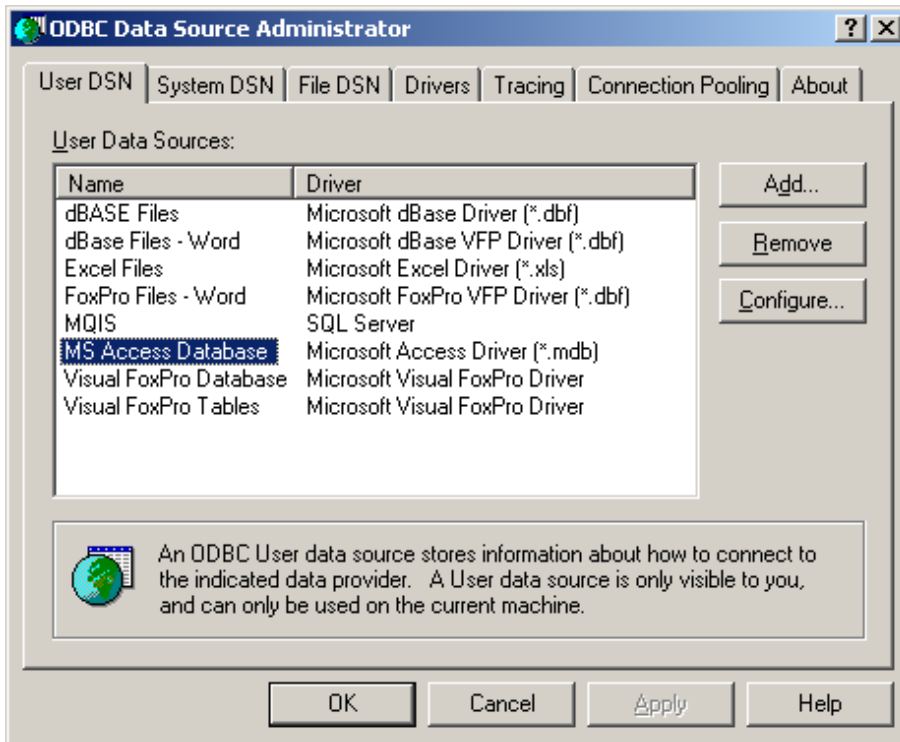 ODBC Data Source Administrator
User DSN System DSN File DSN Drivers Tracing Connection Pooling About
User Data Sources:
Name Driver
dBASE Files Microsoft dBase Driver (*.dbf)
dBase Files - Word Microsoft dBase VFP Driver (*.dbf)
Excel Files Microsoft Excel Driver (*.xls)
FoxPro Files - Word Microsoft FoxPro VFP Driver (*.dbf)
MQIS SQL Server
MS Access Database Microsoft Access Driver (*.mdb)
Visual FoxPro Database Microsoft Visual FoxPro Driver
Visual FoxPro Tables Microsoft Visual FoxPro Driver
Add...
Remove
Configure...
An ODBC User data source stores information about how to connect to
the indicated data provider. A User data source is only visible to you,
and can only be used on the current machine.
OK Cancel Apply Help